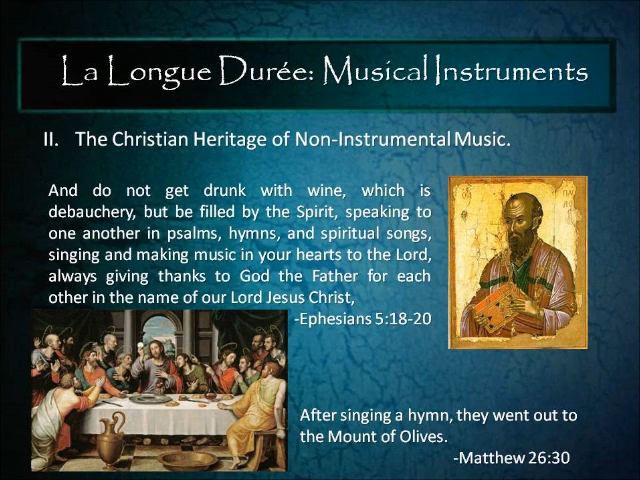 La Longue Durée: Musical Instruments
II. The Christian Heritage of Non-Instrumental Music.
And do not get drunk with wine, which is
debauchery, but be filled by the Spirit, speaking to
one another in psalms, hymns, and spiritual songs,
singing and making music in your hearts to the Lord,
always giving thanks to God the Father for each
other in the name of our Lord Jesus Christ,
-Ephesians 5:18-20
After singing a hymn, they went out to
the Mount of Olives.
-Matthew 26:30